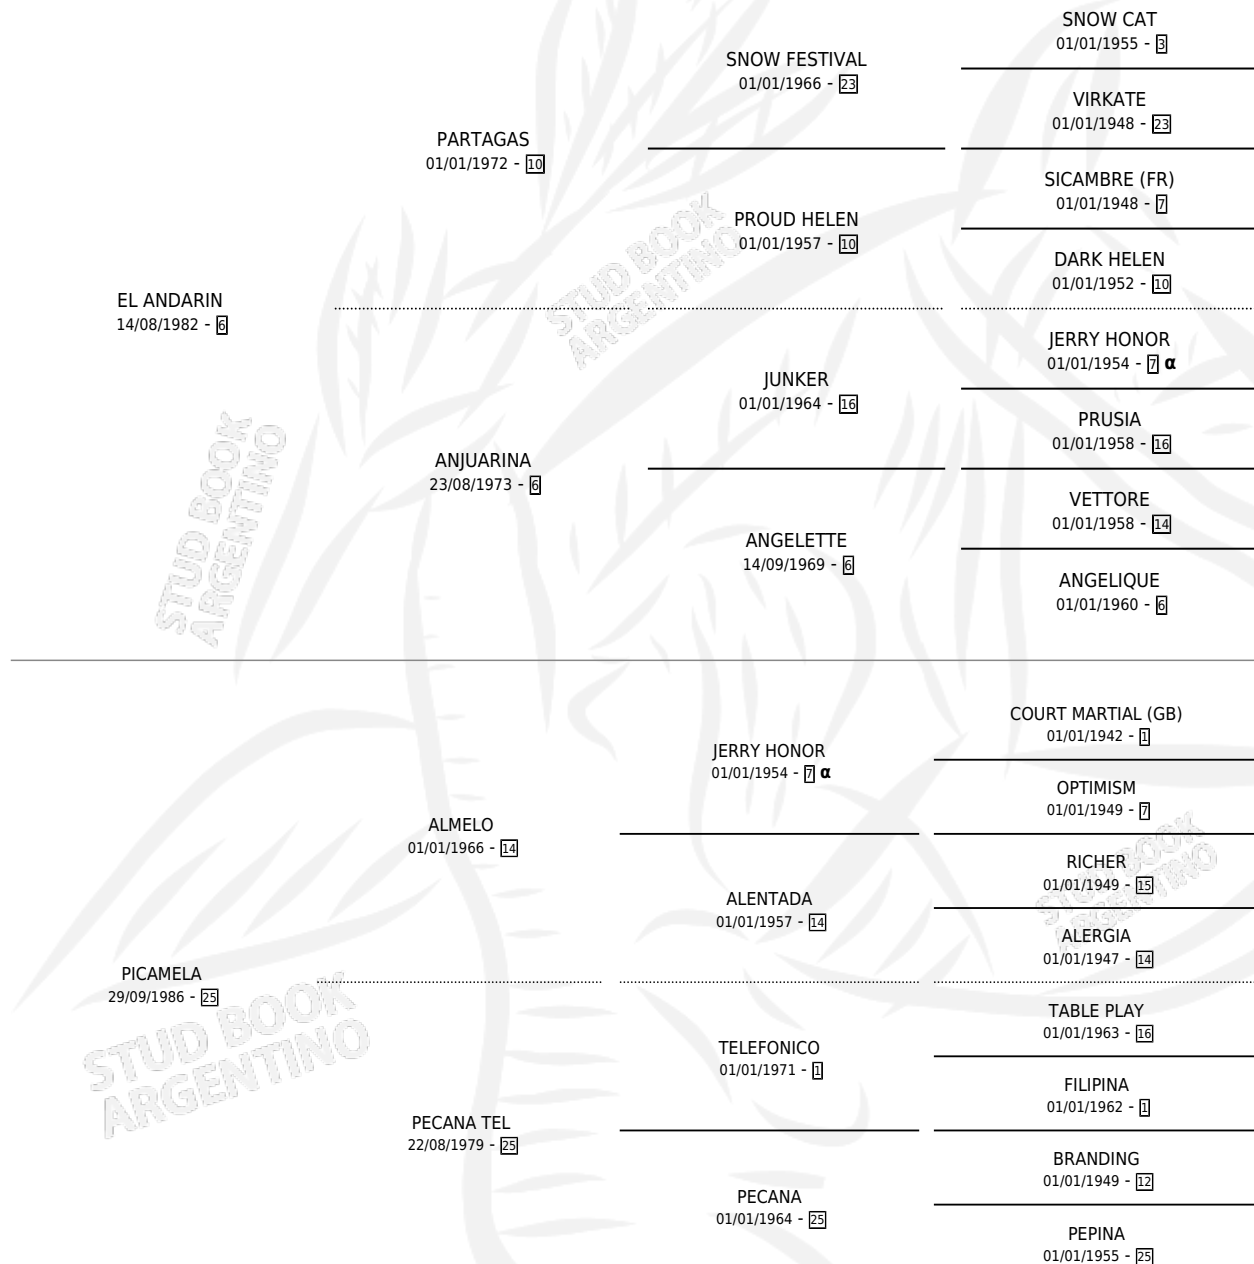 SNOW CAT
01/01/1955 - 3
SNOW FESTIVAL
01/01/1966 - 23
VIRKATE
01/01/1948 - 23
PARTAGAS
01/01/1972 - 10
SICAMBRE (FR)
01/01/1948 - 7
PROUD HELEN
01/01/1957 - 10
DARK HELEN
01/01/1952 - 10
EL ANDARIN
14/08/1982 - 6
JERRY HONOR
01/01/1954 - 7 α
JUNKER
01/01/1964 - 16
PRUSIA
01/01/1958 - 16
ANJUARINA
23/08/1973 - 6
VETTORE
01/01/1958 - 14
ANGELETTE
14/09/1969 - 6
ANGELIQUE
01/01/1960 - 6
COURT MARTIAL (GB)
01/01/1942 - 1
JERRY HONOR
01/01/1954 - 7 α
OPTIMISM
01/01/1949 - 7
ALMELO
01/01/1966 - 14
RICHER
01/01/1949 - 15
ALENTADA
01/01/1957 - 14
ALERGIA
01/01/1947 - 14
PICAMELA
29/09/1986 - 25
TABLE PLAY
01/01/1963 - 16
TELEFONICO
01/01/1971 - 1
FILIPINA
01/01/1962 - 1
PECANA TEL
22/08/1979 - 25
BRANDING
01/01/1949 - 12
PECANA
01/01/1964 - 25
PEPINA
01/01/1955 - 25
STUD BOOK
ARGENTINO
STUD BOOK
ARGENTINO
STUD BOOK
ARGENTINO
STUD BOOK
ARGENTINO